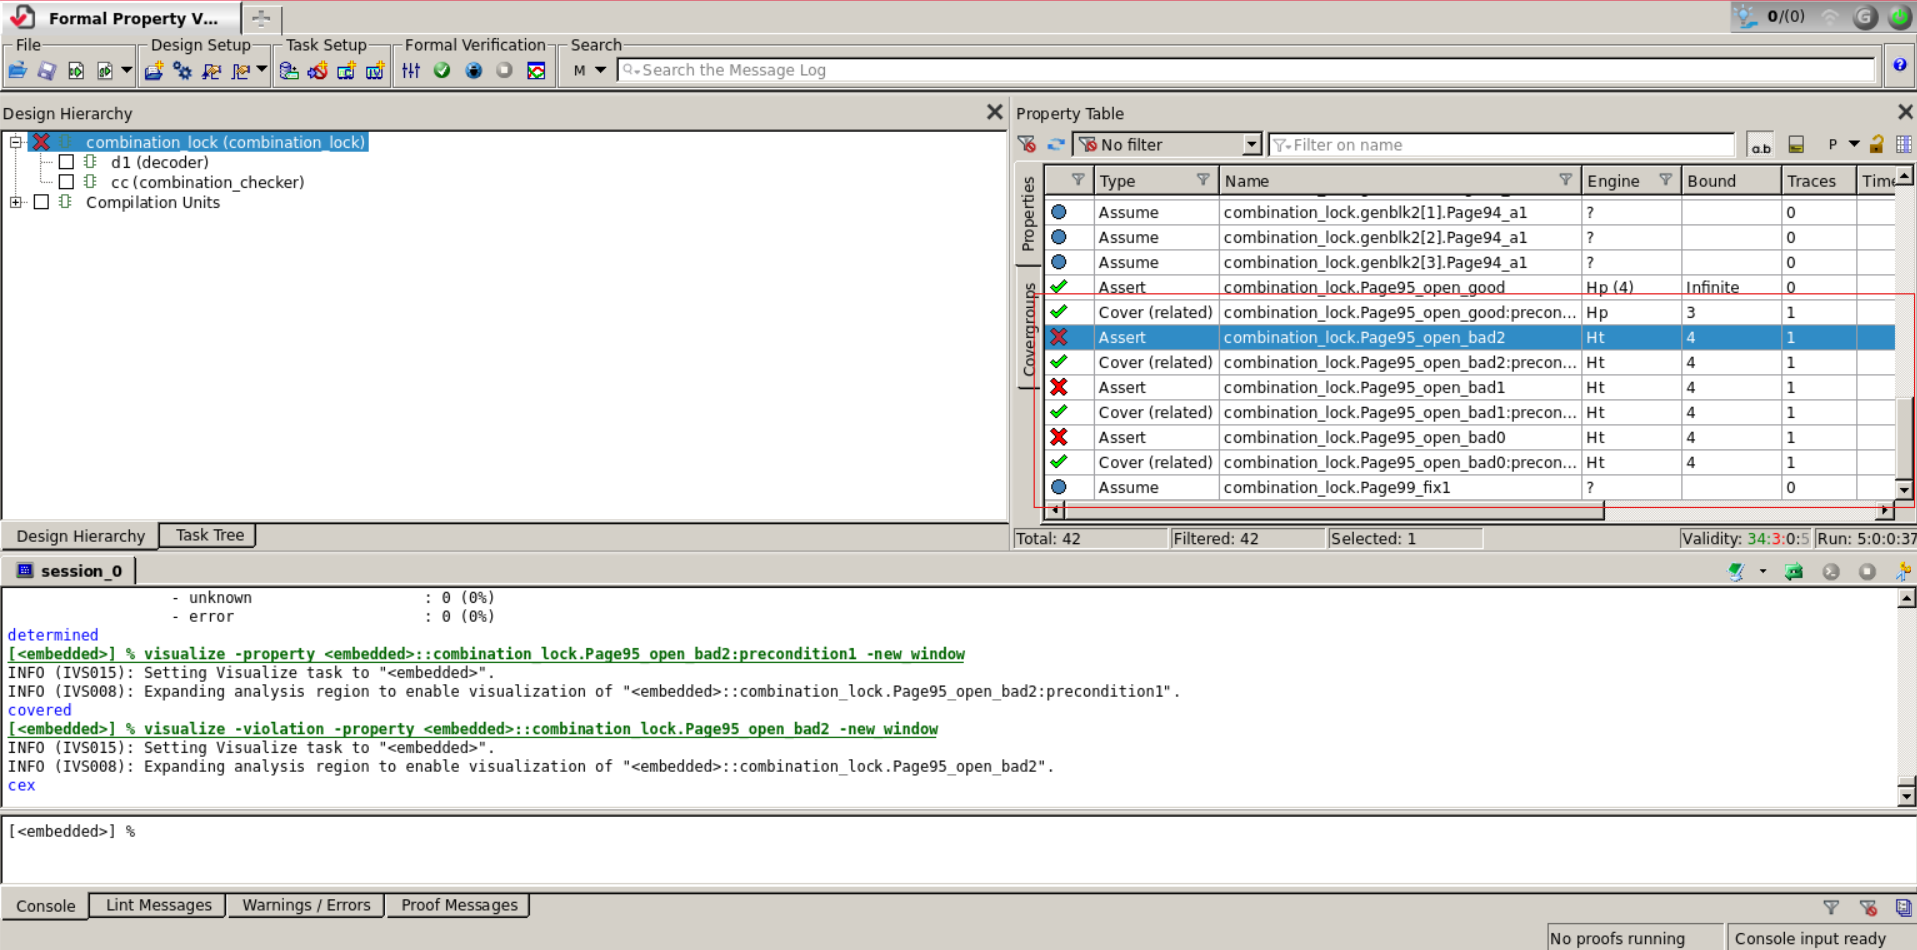 Formal Property V...
0/(0)
File
Design Setup
Task Setup
Formal Verification
Search
M
Search the Message Log
Design Hierarchy
combination_lock (combination_lock)
d1 (decoder)
cc (combination_checker)
Compilation Units
Design Hierarchy
Task Tree
Property Table
No filter
Filter on name
a.b
P
Properties
Covergroups
Type Name Engine Bound Traces Time
Assume combination_lock.genblk2[1].Page94_a1 ? 0
Assume combination_lock.genblk2[2].Page94_a1 ? 0
Assume combination_lock.genblk2[3].Page94_a1 ? 0
Assert combination_lock.Page95_open_good Hp (4) Infinite 0
Cover (related) combination_lock.Page95_open_good:precon... Hp 3 1
Assert combination_lock.Page95_open_bad2 Ht 4 1
Cover (related) combination_lock.Page95_open_bad2:precon... Ht 4 1
Assert combination_lock.Page95_open_bad1 Ht 4 1
Cover (related) combination_lock.Page95_open_bad1:precon... Ht 4 1
Assert combination_lock.Page95_open_bad0 Ht 4 1
Cover (related) combination_lock.Page95_open_bad0:precon... Ht 4 1
Assume combination_lock.Page99_fix1 ? 0
Total: 42 Filtered: 42 Selected: 1 Validity: 34:3:0:5 Run: 5:0:0:37
session_0
- unknown : 0 (0%)
- error : 0 (0%)
determined
[<embedded>] % visualize -property <embedded>::combination_lock.Page95_open_bad2:precondition1 -new_window
INFO (IVS015): Setting Visualize task to "<embedded>".
INFO (IVS008): Expanding analysis region to enable visualization of "<embedded>::combination_lock.Page95_open_bad2:precondition1".
covered
[<embedded>] % visualize -violation -property <embedded>::combination_lock.Page95_open_bad2 -new_window
INFO (IVS015): Setting Visualize task to "<embedded>".
INFO (IVS008): Expanding analysis region to enable visualization of "<embedded>::combination_lock.Page95_open_bad2".
cex
[<embedded>] %
Console
Lint Messages
Warnings / Errors
Proof Messages
No proofs running
Console input ready